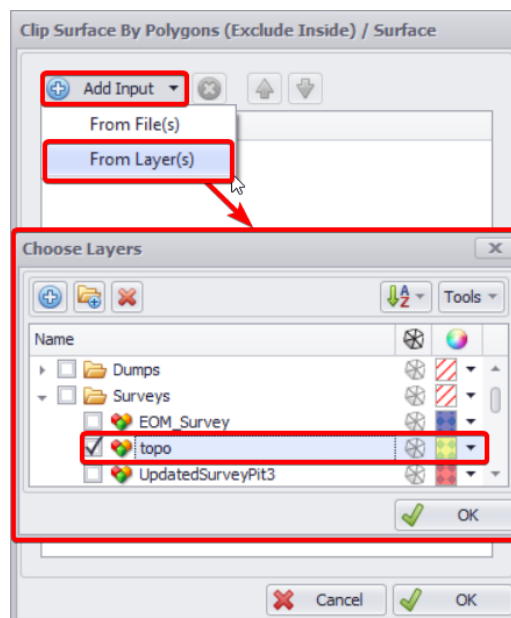 Clip Surface By Polygons (Exclude Inside) / Surface
Add Input
From File(s)
From Layer(s)
Choose Layers
A
Z
Tools
Name
Dumps
Surveys
EOM_Survey
topo
UpdatedSurveyPit3
OK
Cancel
OK